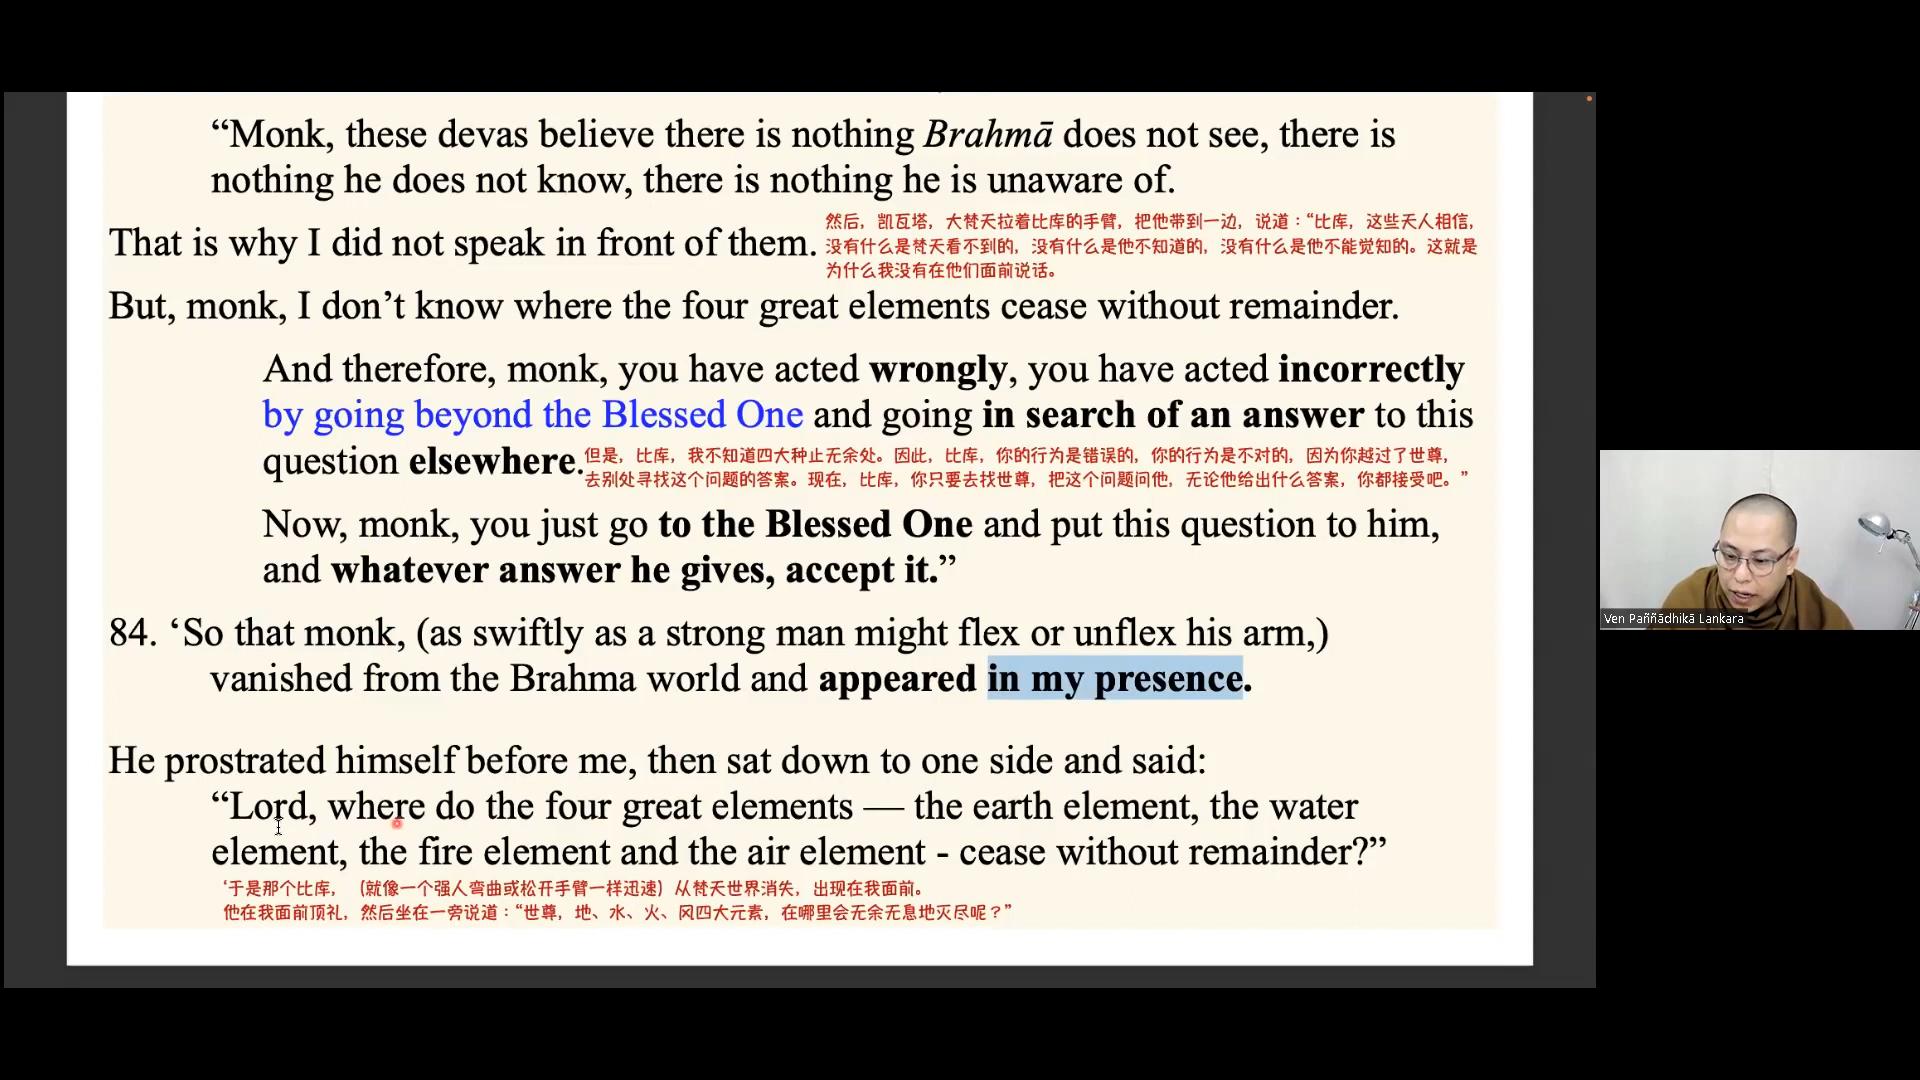 “Monk, these devas believe there is nothing Brahmā does not see, there is
nothing he does not know, there is nothing he is unaware of.
That is why I did not speak in front of them.
然后，凯瓦塔，大梵天拉着比库的手臂，把他带到一边，说道：“比库，这些天人相信，
没有什么是梵天看不到的，没有什么是他不知道的，没有什么是他不能觉知的。这就是
为什么我没有在他们面前说话。
But, monk, I don’t know where the four great elements cease without remainder.
And therefore, monk, you have acted wrongly, you have acted incorrectly
by going beyond the Blessed One and going in search of an answer to this
question elsewhere.
但是，比库，我不知道四大种止无余处。因此，比库，你的行为是错误的，你的行为是不对的，因为你越过了世尊，
去别处寻找这个问题的答案。现在，比库，你只要去找世尊，把这个问题问他，无论他给出什么答案，你都接受吧。”
Now, monk, you just go to the Blessed One and put this question to him,
and whatever answer he gives, accept it.”
84. ‘So that monk, (as swiftly as a strong man might flex or unflex his arm,)
vanished from the Brahma world and appeared in my presence.
He prostrated himself before me, then sat down to one side and said:
“Lord, where do the four great elements — the earth element, the water
element, the fire element and the air element - cease without remainder?”
‘于是那个比库，（就像一个强人弯曲或松开手臂一样迅速）从梵天世界消失，出现在我面前。
他在我面前顶礼，然后坐在一旁说道：“世尊，地、水、火、风四大元素，在哪里会无余无息地灭尽呢？”
Ven Paññādhikā Lankara